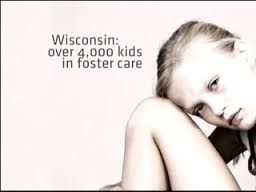 Wisconsin:
over 4,000 kids
in foster care